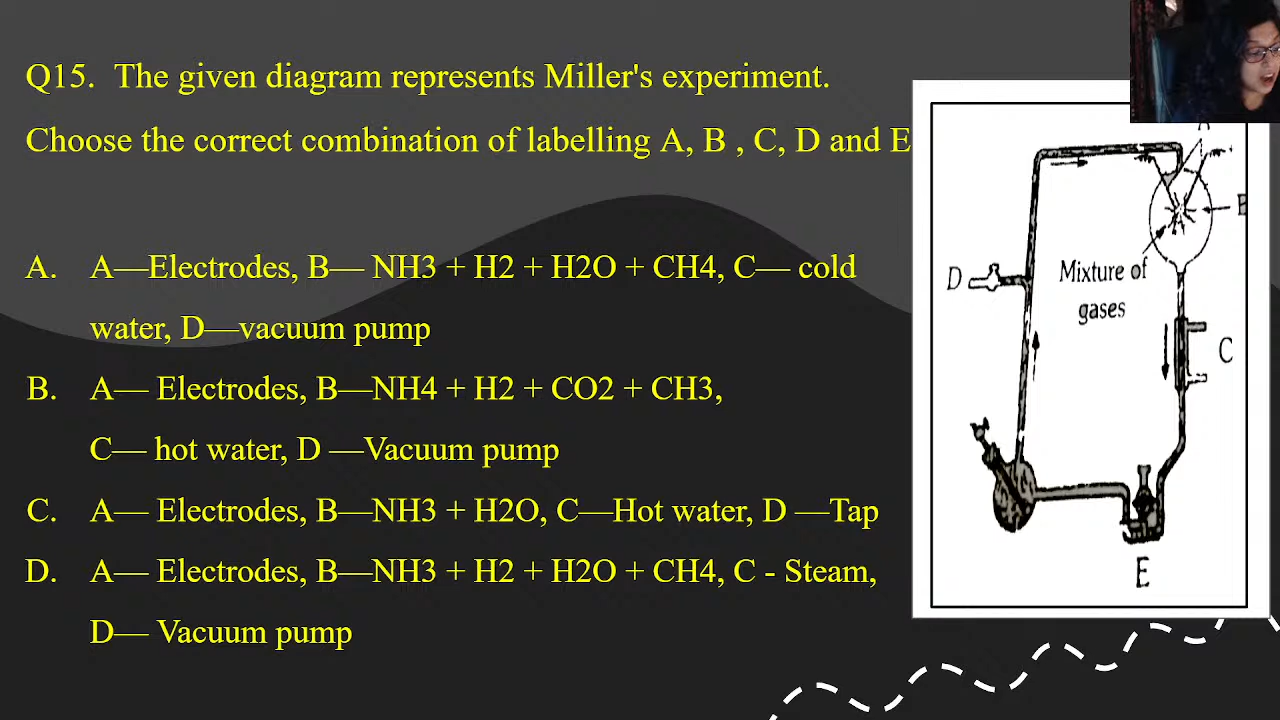 Q15. The given diagram represents Miller's experiment.
Choose the correct combination of labelling A, B , C, D and E
A. A—Electrodes, B— NH3 + H2 + H2O + CH4, C— cold
water, D—vacuum pump
B. A— Electrodes, B—NH4 + H2 + CO2 + CH3,
C— hot water, D —Vacuum pump
C. A— Electrodes, B—NH3 + H2O, C—Hot water, D —Tap
D. A— Electrodes, B—NH3 + H2 + H2O + CH4, C - Steam,
D— Vacuum pump
D
Mixture of
gases
C
E